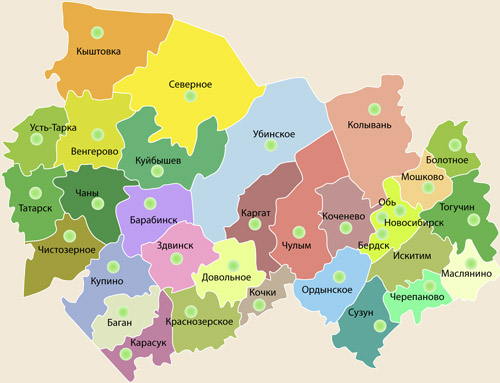 Кыштовка
Северное
Колывань
Усть-Тарка
Убинское
Венгерово
Болотное
Куйбышев
Мошково
Чаны
Обь
Татарск
Каргат
Тогучин
Барабинск
Коченево
Новосибирск
Чистозерное
Здвинск
Чулым
Бердск
Искитим
Купино
Довольное
Маслянино
Ордынское
Кочки
Черепаново
Баган
Краснозерское
Сузун
Карасук